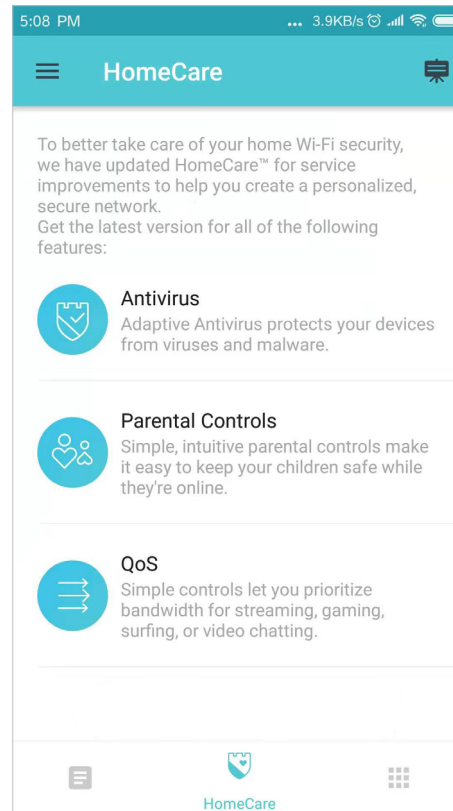 5:08 PM ... 3.9KB/s
HomeCare
To better take care of your home Wi-Fi security,
we have updated HomeCare™ for service
improvements to help you create a personalized,
secure network.
Get the latest version for all of the following
features:
Antivirus
Adaptive Antivirus protects your devices
from viruses and malware.
Parental Controls
Simple, intuitive parental controls make
it easy to keep your children safe while
they're online.
QoS
Simple controls let you prioritize
bandwidth for streaming, gaming,
surfing, or video chatting.
HomeCare